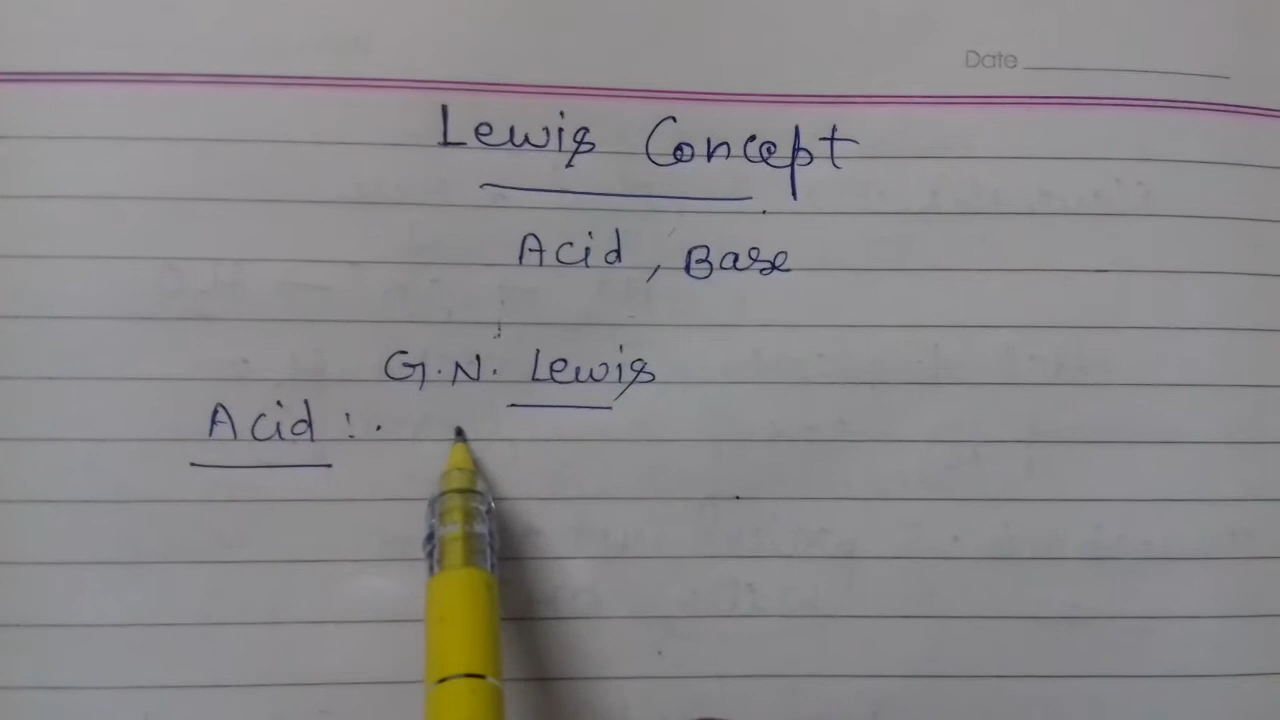 Date
Lewis Concept
Acid, Base
G.N. Lewis
Acid :.